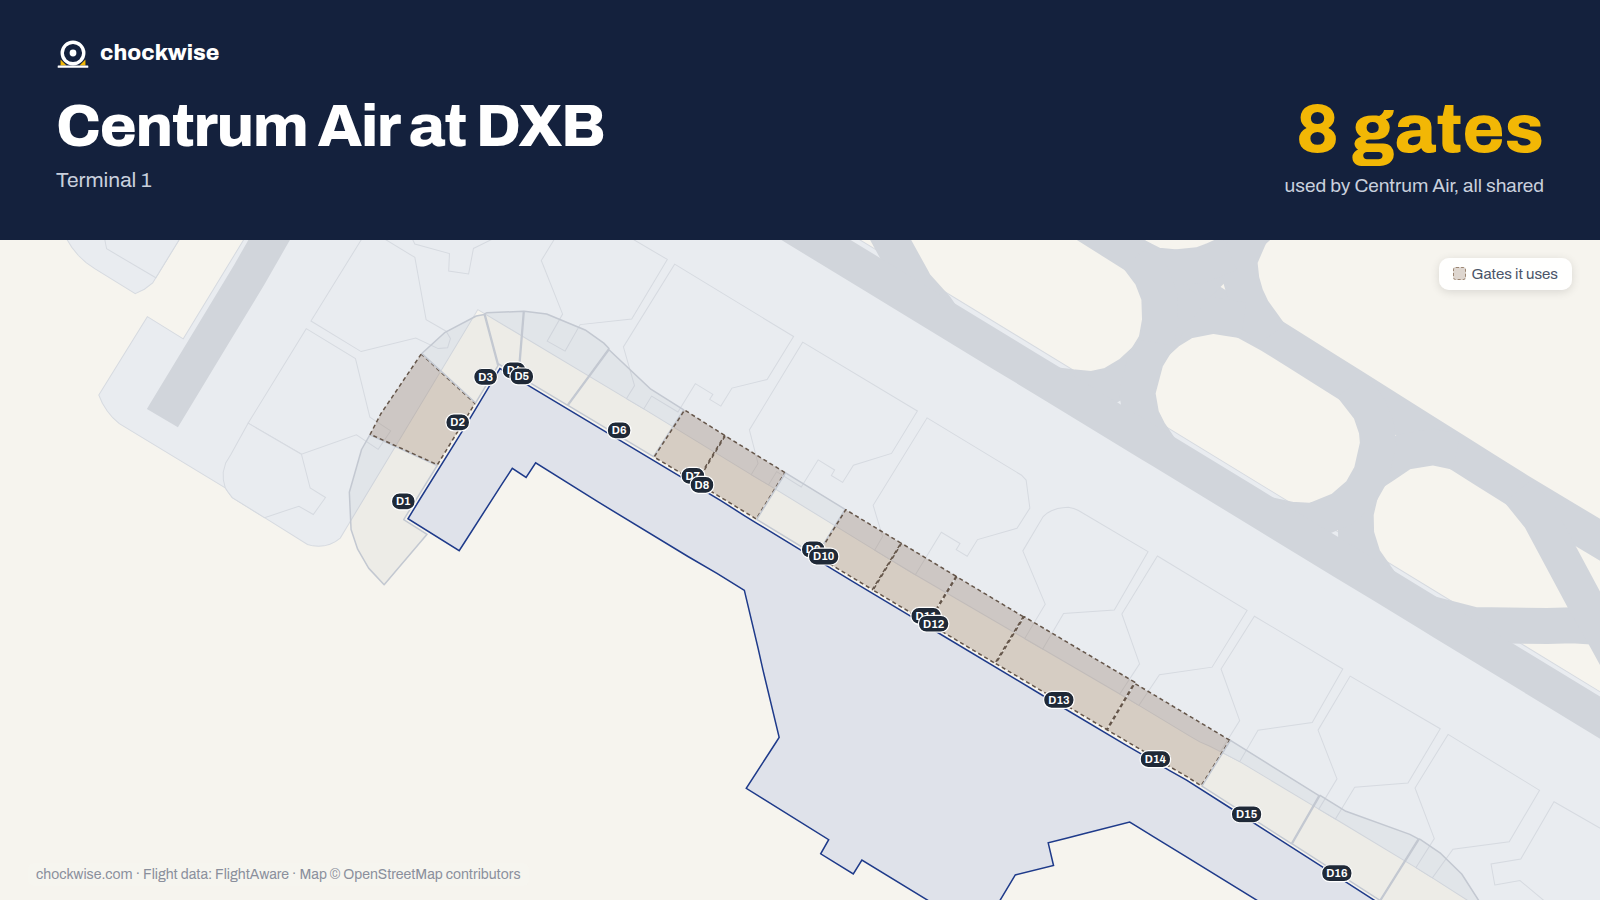 chockwise
Centrum Air at DXB
Terminal 1
8 gates
used by Centrum Air, all shared
Gates it uses
D3
D5
D2
D6
D7
D8
D1
D10
D12
D13
D14
D15
D16
chockwise.com · Flight data: FlightAware · Map © OpenStreetMap contributors